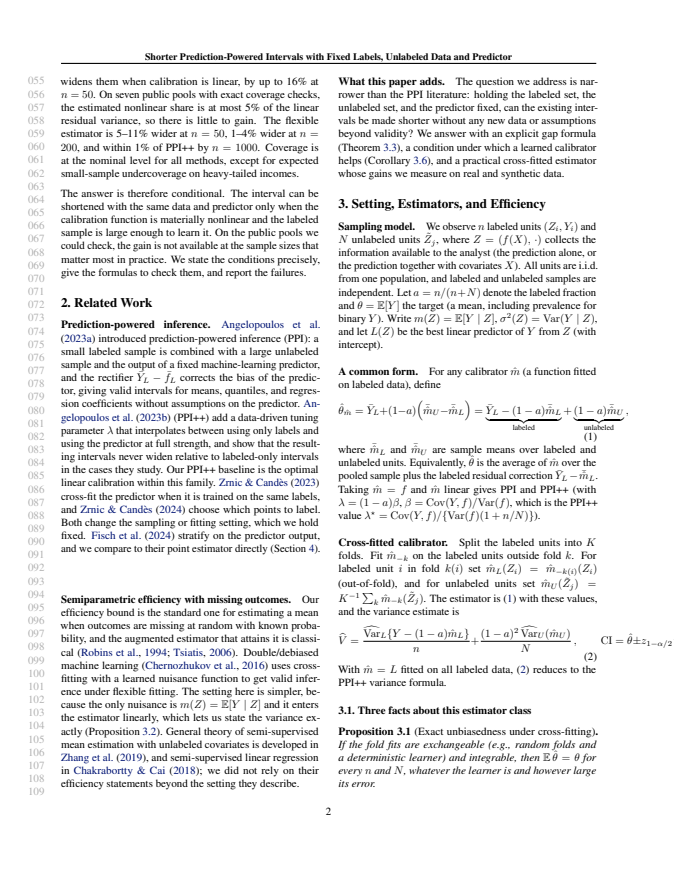 Shorter Prediction-Powered Intervals with Fixed Labels, Unlabeled Data and Predictor
055 widens them when calibration is linear, by up to 16% at
056 n = 50. On seven public pools with exact coverage checks,
057 the estimated nonlinear share is at most 5% of the linear
058 residual variance, so there is little to gain. The flexible
059 estimator is 5–11% wider at n = 50, 1–4% wider at n =
060 200, and within 1% of PPI++ by n = 1000. Coverage is
061 at the nominal level for all methods, except for expected
062 small-sample undercoverage on heavy-tailed incomes.
063
064 The answer is therefore conditional. The interval can be
065 shortened with the same data and predictor only when the
066 calibration function is materially nonlinear and the labeled
067 sample is large enough to learn it. On the public pools we
068 could check, the gain is not available at the sample sizes that
069 matter most in practice. We state the conditions precisely,
070 give the formulas to check them, and report the failures.
071
072 2. Related Work
073
074 Prediction-powered inference. Angelopoulos et al.
075 (2023a) introduced prediction-powered inference (PPI): a
076 small labeled sample is combined with a large unlabeled
077 sample and the output of a fixed machine-learning predictor,
078 and the rectifier Ȳ_L − f̄_L corrects the bias of the predic-
079 tor, giving valid intervals for means, quantiles, and regres-
080 sion coefficients without assumptions on the predictor. An-
081 gelopoulos et al. (2023b) (PPI++) add a data-driven tuning
082 parameter λ that interpolates between using only labels and
083 using the predictor at full strength, and show that the result-
084 ing intervals never widen relative to labeled-only intervals
085 in the cases they study. Our PPI++ baseline is the optimal
086 linear calibration within this family. Zrnic & Candès (2023)
087 cross-fit the predictor when it is trained on the same labels,
088 and Zrnic & Candès (2024) choose which points to label.
089 Both change the sampling or fitting setting, which we hold
090 fixed. Fisch et al. (2024) stratify on the predictor output,
091 and we compare to their point estimator directly (Section 4).
092
093
094
095 Semiparametric efficiency with missing outcomes. Our
096 efficiency bound is the standard one for estimating a mean
097 when outcomes are missing at random with known proba-
098 bility, and the augmented estimator that attains it is classi-
099 cal (Robins et al., 1994; Tsiatis, 2006). Double/debiased
100 machine learning (Chernozhukov et al., 2016) uses cross-
101 fitting with a learned nuisance function to get valid infer-
102 ence under flexible fitting. The setting here is simpler, be-
103 cause the only nuisance is m(Z) = 𝔼[Y | Z] and it enters
104 the estimator linearly, which lets us state the variance ex-
105 actly (Proposition 3.2). General theory of semi-supervised
106 mean estimation with unlabeled covariates is developed in
107 Zhang et al. (2019), and semi-supervised linear regression
108 in Chakrabortty & Cai (2018); we did not rely on their
109 efficiency statements beyond the setting they describe.
What this paper adds. The question we address is nar-
rower than the PPI literature: holding the labeled set, the
unlabeled set, and the predictor fixed, can the existing inter-
vals be made shorter without any new data or assumptions
beyond validity? We answer with an explicit gap formula
(Theorem 3.3), a condition under which a learned calibrator
helps (Corollary 3.6), and a practical cross-fitted estimator
whose gains we measure on real and synthetic data.
3. Setting, Estimators, and Efficiency
Sampling model. We observe n labeled units (Z_i, Y_i) and
N unlabeled units Z̃_j, where Z = (f(X), ·) collects the
information available to the analyst (the prediction alone, or
the prediction together with covariates X). All units are i.i.d.
from one population, and labeled and unlabeled samples are
independent. Let a = n/(n+N) denote the labeled fraction
and θ = 𝔼[Y] the target (a mean, including prevalence for
binary Y). Write m(Z) = 𝔼[Y | Z], σ²(Z) = Var(Y | Z),
and let L(Z) be the best linear predictor of Y from Z (with
intercept).
A common form. For any calibrator m̂ (a function fitted
on labeled data), define
θ̂_m̂ = Ȳ_L+(1−a)(m̂̄_U−m̂̄_L) = Ȳ_L − (1 − a)m̂̄_L + (1 − a)m̂̄_U ,
labeled unlabeled
(1)
where m̂̄_L and m̂̄_U are sample means over labeled and
unlabeled units. Equivalently, θ̂ is the average of m̂ over the
pooled sample plus the labeled residual correction Ȳ_L − m̂̄_L.
Taking m̂ = f and m̂ linear gives PPI and PPI++ (with
λ = (1 − a)β, β = Cov(Y, f)/Var(f), which is the PPI++
value λ* = Cov(Y, f)/{Var(f)(1 + n/N)}).
Cross-fitted calibrator. Split the labeled units into K
folds. Fit m̂_−k on the labeled units outside fold k. For
labeled unit i in fold k(i) set m̂_L(Z_i) = m̂_−k(i)(Z_i)
(out-of-fold), and for unlabeled units set m̂_U(Z̃_j) =
K⁻¹ ∑_k m̂_−k(Z̃_j). The estimator is (1) with these values,
and the variance estimate is
V̂ = V̂ar_L{Y − (1 − a)m̂_L}/n + (1 − a)² V̂ar_U(m̂_U)/N , CI = θ̂±z_1−α/2
(2)
With m̂ = L fitted on all labeled data, (2) reduces to the
PPI++ variance formula.
3.1. Three facts about this estimator class
Proposition 3.1 (Exact unbiasedness under cross-fitting).
If the fold fits are exchangeable (e.g., random folds and
a deterministic learner) and integrable, then 𝔼 θ̂ = θ for
every n and N, whatever the learner is and however large
its error.
2